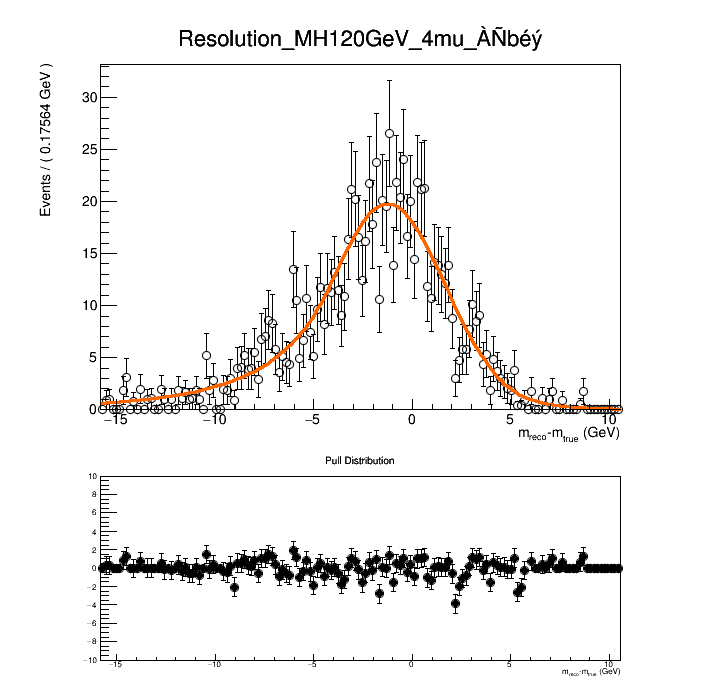 Resolution_MH120GeV_4mu_ÀÑbéý
Events / ( 0.17564 GeV )
30
25
20
15
10
5
0
−15 −10 −5 0 5 10
m_reco-m_true (GeV)
Pull Distribution
10
8
6
4
2
0
−2
−4
−6
−8
−10
−15 −10 −5 0 5 10
m_reco-m_true (GeV)